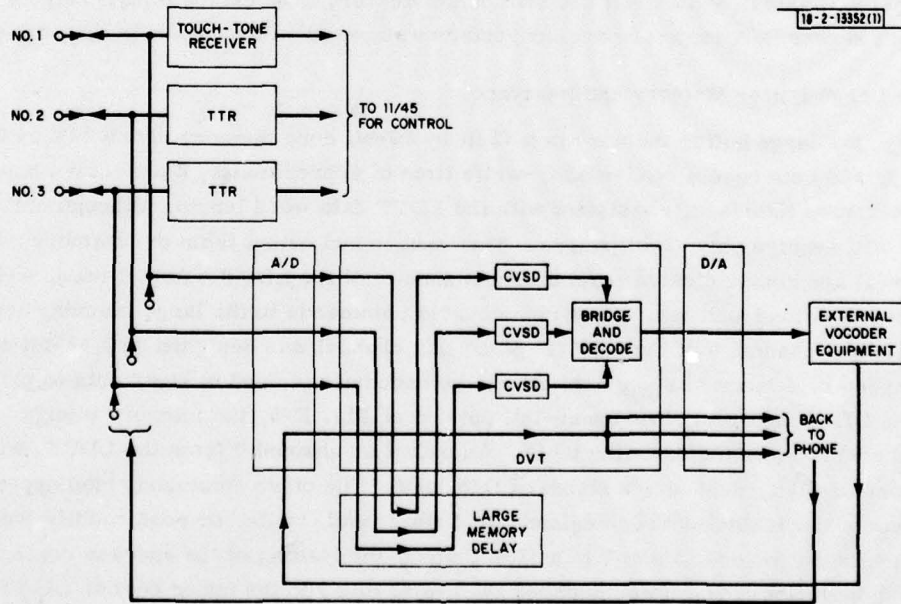 18-2-13352(1)
NO. 1
TOUCH-TONE
RECEIVER
NO. 2
TTR
TO 11/45
FOR CONTROL
NO. 3
TTR
A/D
D/A
CVSD
CVSD
BRIDGE
AND
DECODE
EXTERNAL
VOCODER
EQUIPMENT
CVSD
BACK
TO
PHONE
DVT
LARGE
MEMORY
DELAY